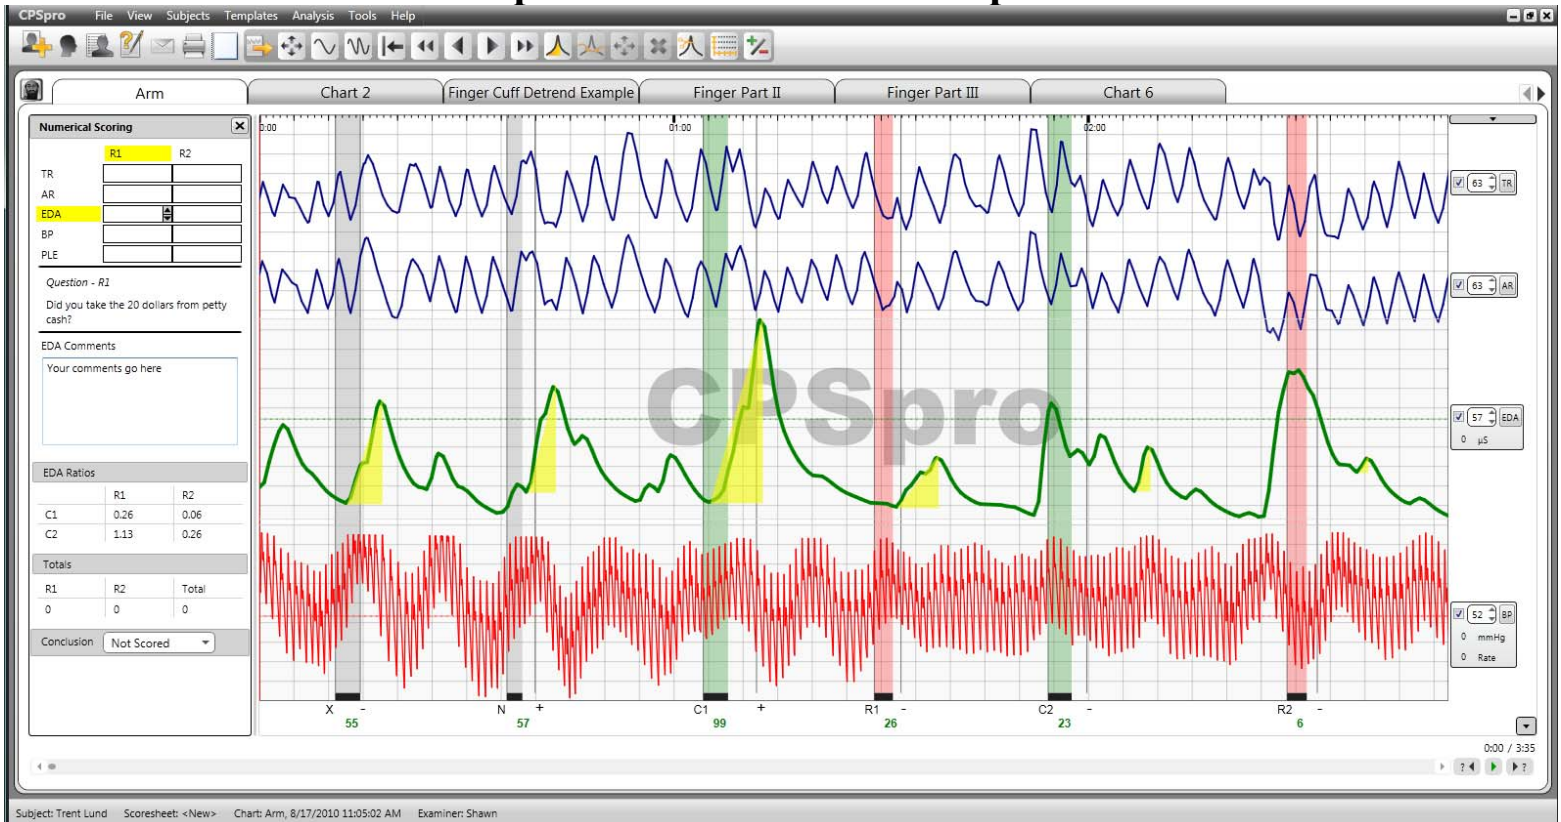 CPSpro File View Subjects Templates Analysis Tools Help
Arm Chart 2 Finger Cuff Detrend Example Finger Part II Finger Part III Chart 6
Numerical Scoring
R1 R2
TR
AR
EDA
BP
PLE
Question - R1
Did you take the 20 dollars from petty
cash?
EDA Comments
Your comments go here
EDA Ratios
R1 R2
C1 0.26 0.06
C2 1.13 0.26
Totals
R1 R2 Total
0 0 0
Conclusion Not Scored
0:00 01:00 02:00
CPSpro
63 TR
63 AR
57 EDA
0 µS
52 BP
0 mmHg
0 Rate
X - N + C1 + R1 - C2 - R2 -
55 57 99 26 23 6
0:00 / 3:35
? ?
Subject: Trent Lund Scoresheet: <New> Chart: Arm, 8/17/2010 11:05:02 AM Examiner: Shawn